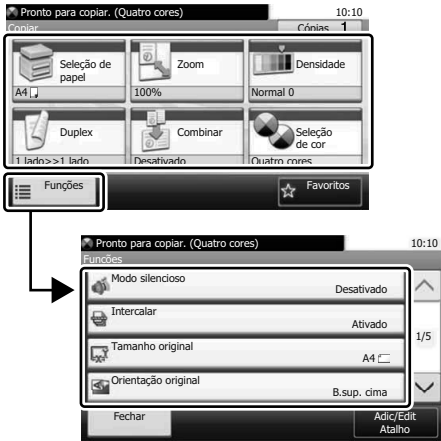 Pronto para copiar. (Quatro cores)
10:10
Copiar
Cópias 1
Seleção de
papel
A4
Zoom
100%
Densidade
Normal 0
Duplex
1 lado>>1 lado
Combinar
Desativado
Seleção
de cor
Quatro cores
Funções
Favoritos
Pronto para copiar. (Quatro cores)
10:10
Funções
Modo silencioso
Desativado
Intercalar
Ativado
1/5
Tamanho original
A4
Orientação original
B.sup. cima
Fechar
Adic/Edit
Atalho